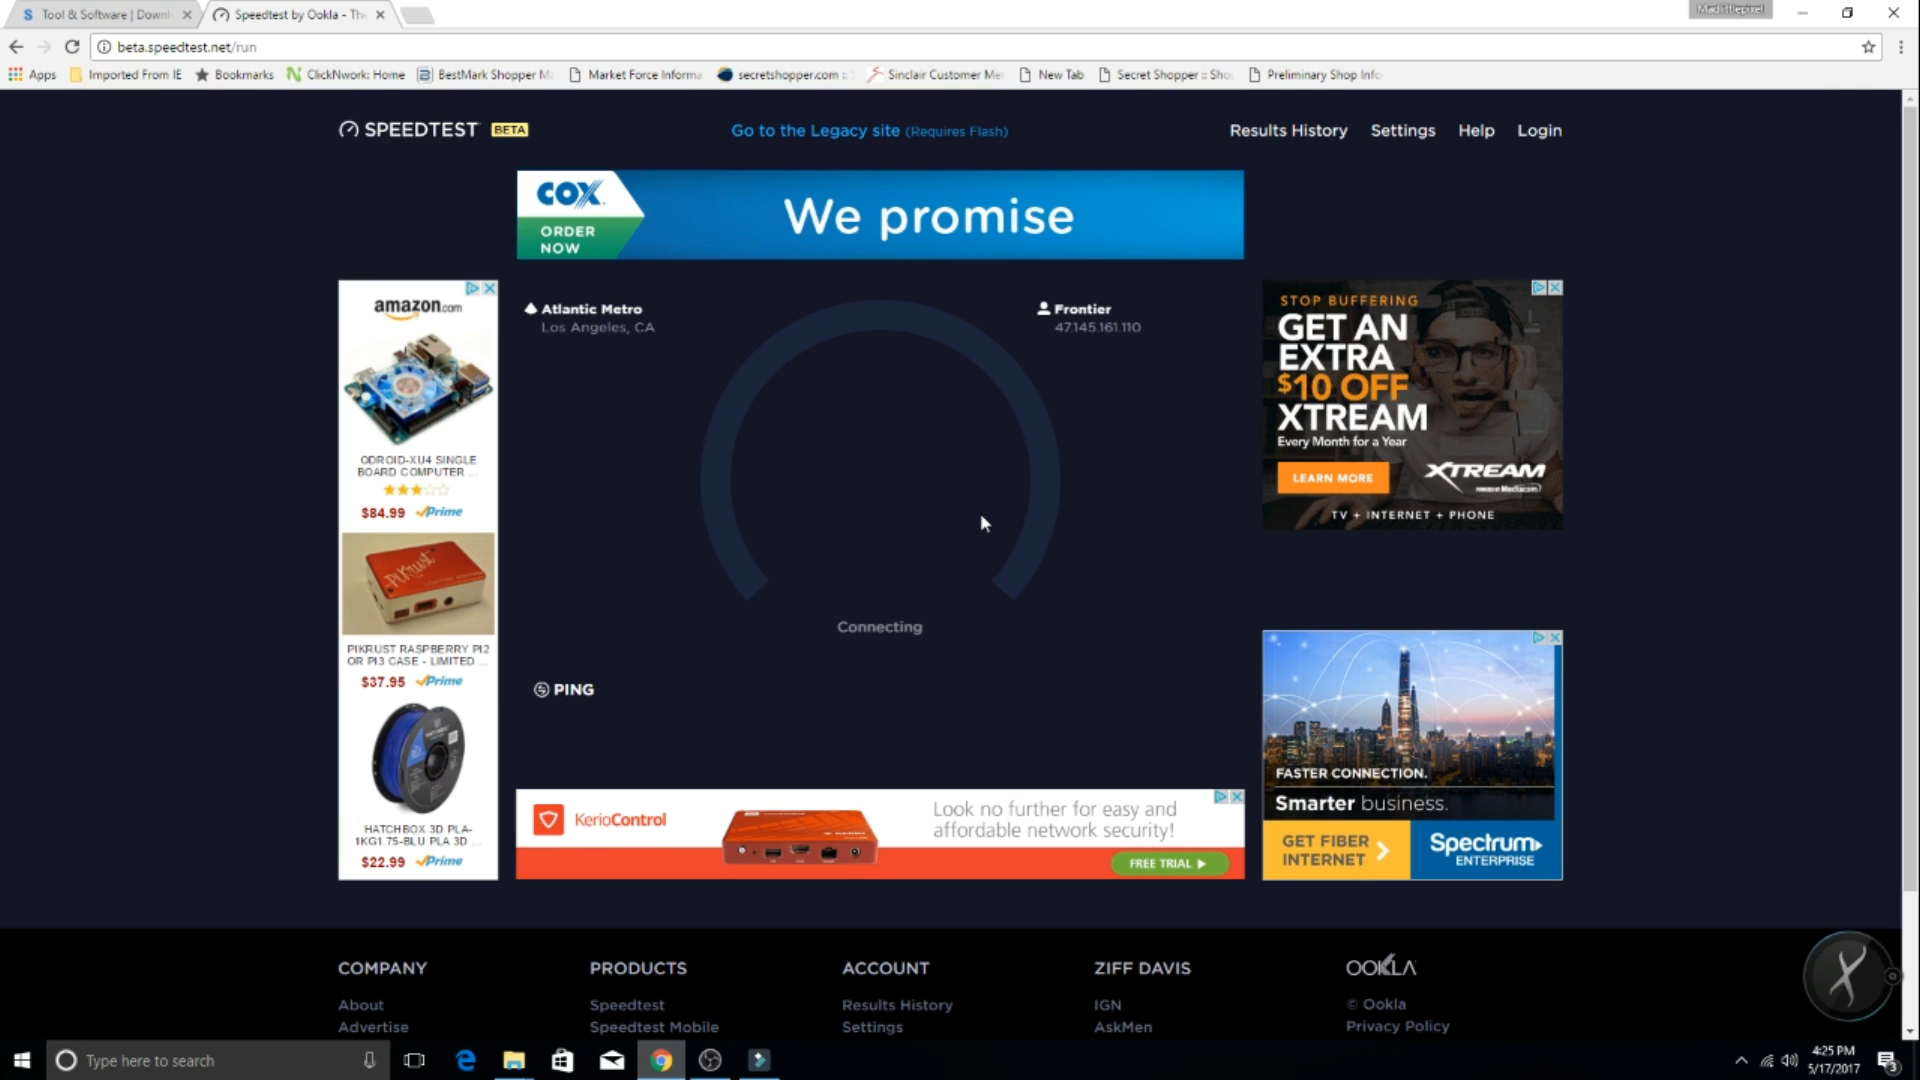 Tool & Software | Downl
Speedtest by Ookla - The
beta.speedtest.net/run
Apps
Imported From IE
Bookmarks
ClickNwork: Home
BestMark Shopper M
Market Force Informa
secretshopper.com ::
Sinclair Customer Me
New Tab
Secret Shopper :: Sho
Preliminary Shop Info
SPEEDTEST BETA
Go to the Legacy site (Requires Flash)
Results History
Settings
Help
Login
COX
ORDER
NOW
We promise
amazon.com
ODROID-XU4 SINGLE
BOARD COMPUTER ...
$84.99 Prime
PiKrust
PIKRUST RASPBERRY PI2
OR PI3 CASE - LIMITED ...
$37.95 Prime
HATCHBOX 3D PLA-
1KG1 75-BLU PLA 3D ...
$22.99 Prime
Atlantic Metro
Los Angeles, CA
Frontier
47.145.161.110
Connecting
PING
STOP BUFFERING
GET AN
EXTRA
$10 OFF
XTREAM
Every Month for a Year
LEARN MORE
XTREAM
TV + INTERNET + PHONE
FASTER CONNECTION.
Smarter business.
GET FIBER
INTERNET
Spectrum
ENTERPRISE
KerioControl
Look no further for easy and
affordable network security!
FREE TRIAL
COMPANY
About
Advertise
PRODUCTS
Speedtest
Speedtest Mobile
ACCOUNT
Results History
Settings
ZIFF DAVIS
IGN
AskMen
OOKLA
© Ookla
Privacy Policy
Type here to search
4:25 PM
5/17/2017
3